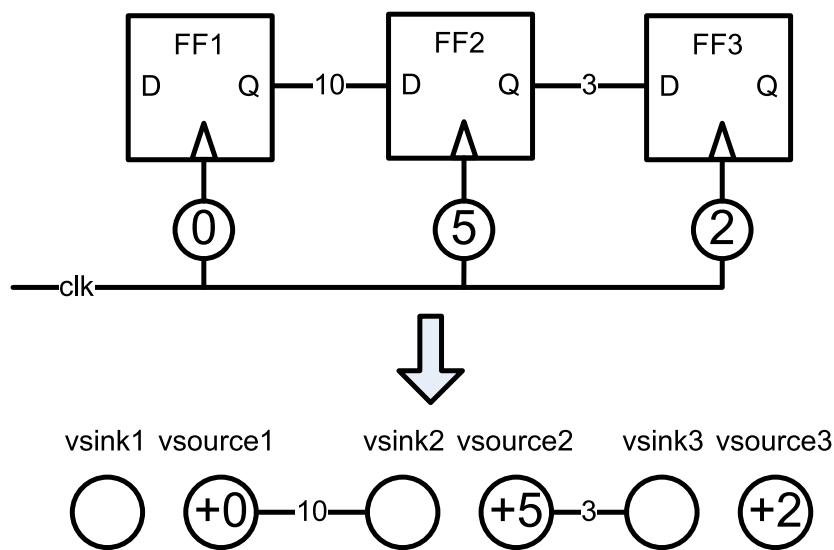 FF1 FF2 FF3
D Q 10 D Q 3 D Q
0 5 2
clk
vsink1 vsource1 vsink2 vsource2 vsink3 vsource3
+0 10 +5 3 +2